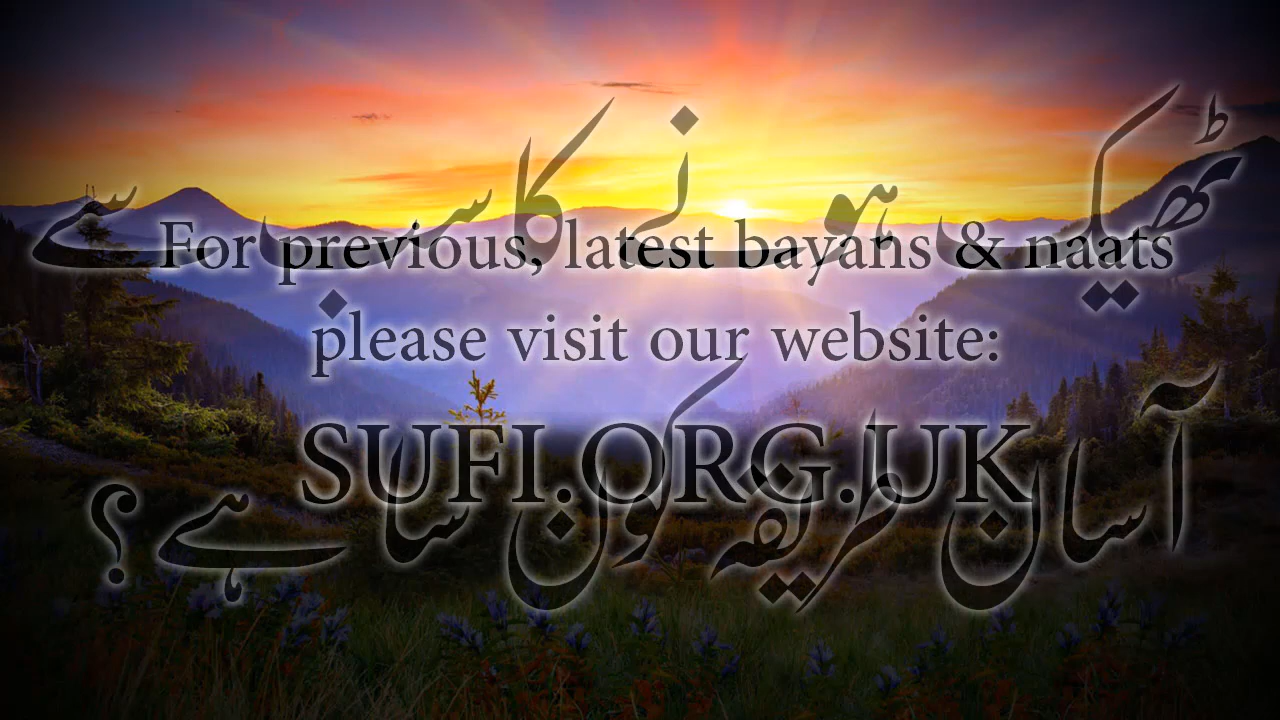 ٹھیک ہونے کا سب سے
For previous, latest bayans & naats
please visit our website:
SUFI.ORG.UK
آسان طریقہ کون سا ہے؟